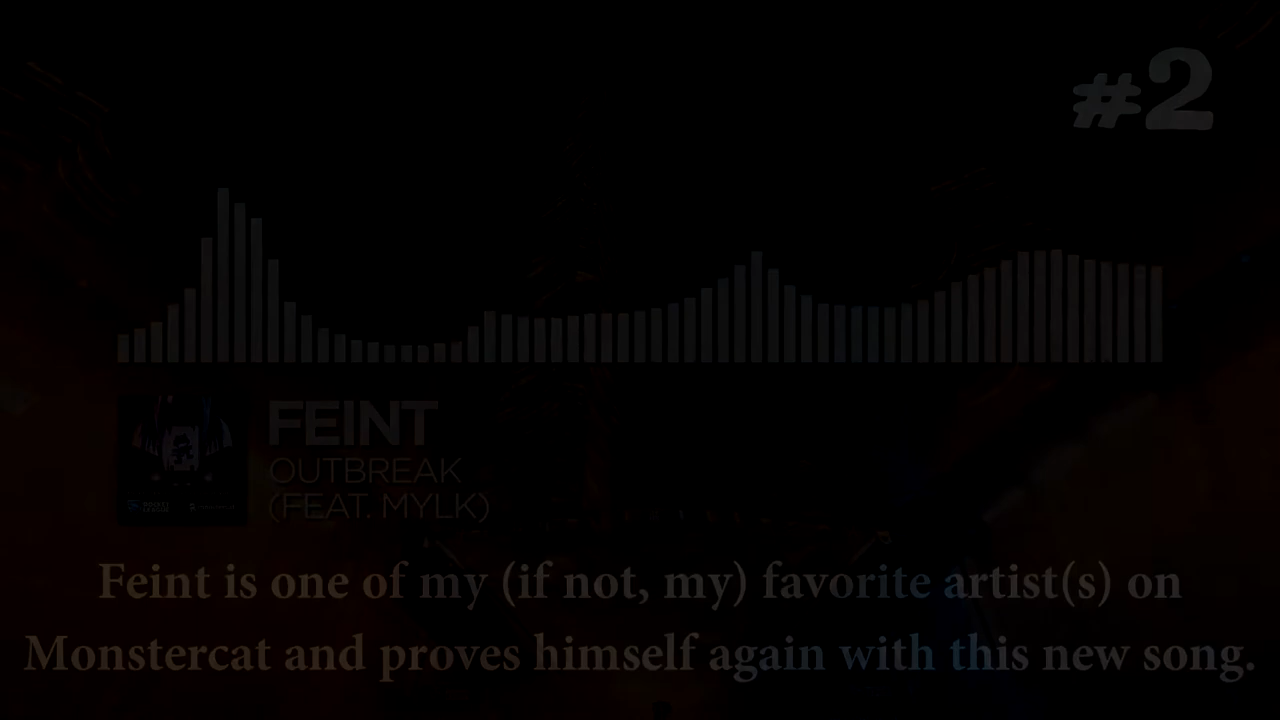 #2
FEINT
OUTBREAK
(FEAT. MYLK)
Feint is one of my (if not, my) favorite artist(s) on
Monstercat and proves himself again with this new song.